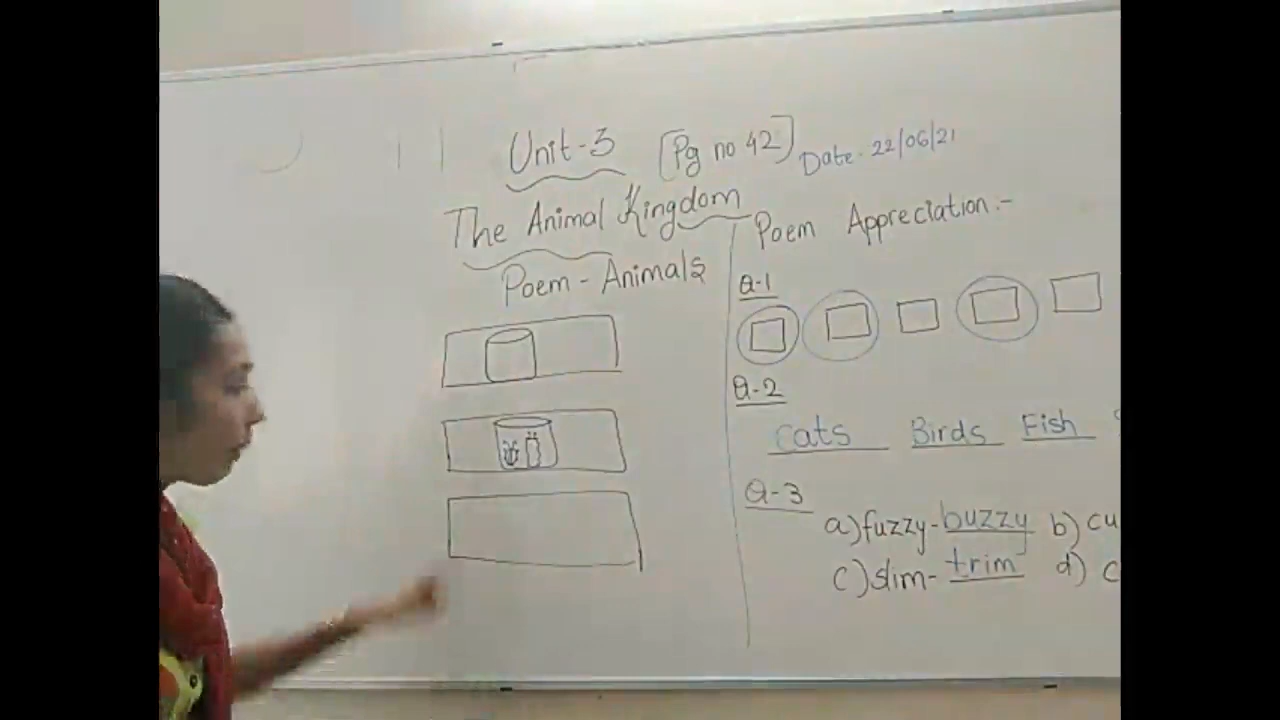 Unit-3 [Pg no 42] Date. 22/06/21
The Animal Kingdom
Poem - Animals
Poem Appreciation:-
Q-1
Q-2
cats Birds Fish
Q-3
a) fuzzy-buzzy b) cu
c) slim-trim d) c